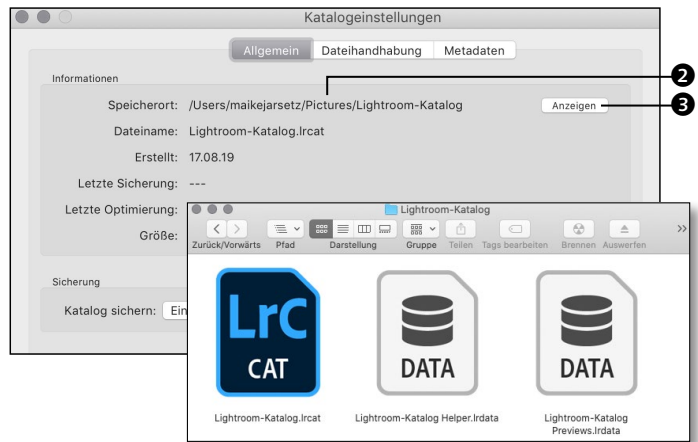 Katalogeinstellungen
Allgemein Dateihandhabung Metadaten
Informationen
2
Speicherort: /Users/maikejarsetz/Pictures/Lightroom-Katalog Anzeigen
3
Dateiname: Lightroom-Katalog.lrcat
Erstellt: 17.08.19
Letzte Sicherung: ---
Letzte Optimierung:
Größe:
Sicherung
Katalog sichern: Ein
Lightroom-Katalog
Zurück/Vorwärts Pfad Darstellung Gruppe Teilen Tags bearbeiten Brennen Auswerfen
LrC
CAT
DATA
DATA
Lightroom-Katalog.lrcat
Lightroom-Katalog Helper.lrdata
Lightroom-Katalog
Previews.lrdata